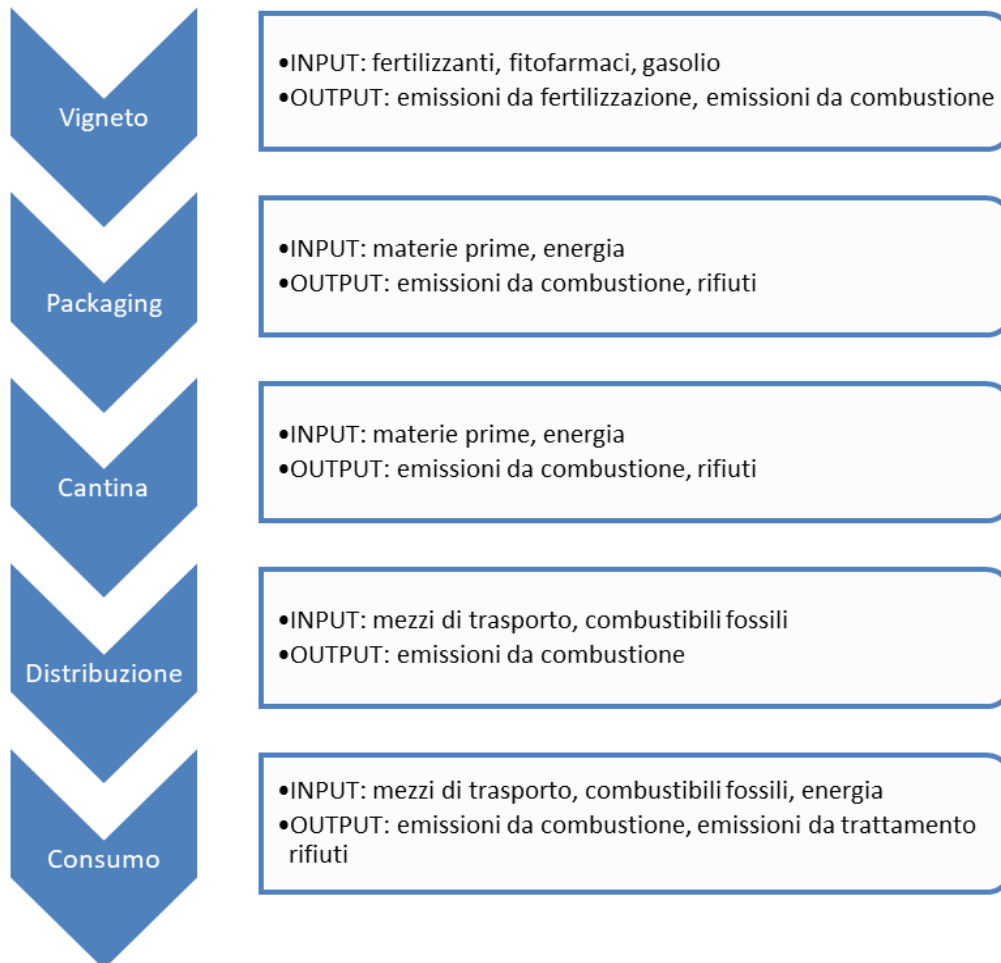 Vigneto
•INPUT: fertilizzanti, fitofarmaci, gasolio
•OUTPUT: emissioni da fertilizzazione, emissioni da combustione
Packaging
•INPUT: materie prime, energia
•OUTPUT: emissioni da combustione, rifiuti
Cantina
•INPUT: materie prime, energia
•OUTPUT: emissioni da combustione, rifiuti
Distribuzione
•INPUT: mezzi di trasporto, combustibili fossili
•OUTPUT: emissioni da combustione
Consumo
•INPUT: mezzi di trasporto, combustibili fossili, energia
•OUTPUT: emissioni da combustione, emissioni da trattamento
rifiuti